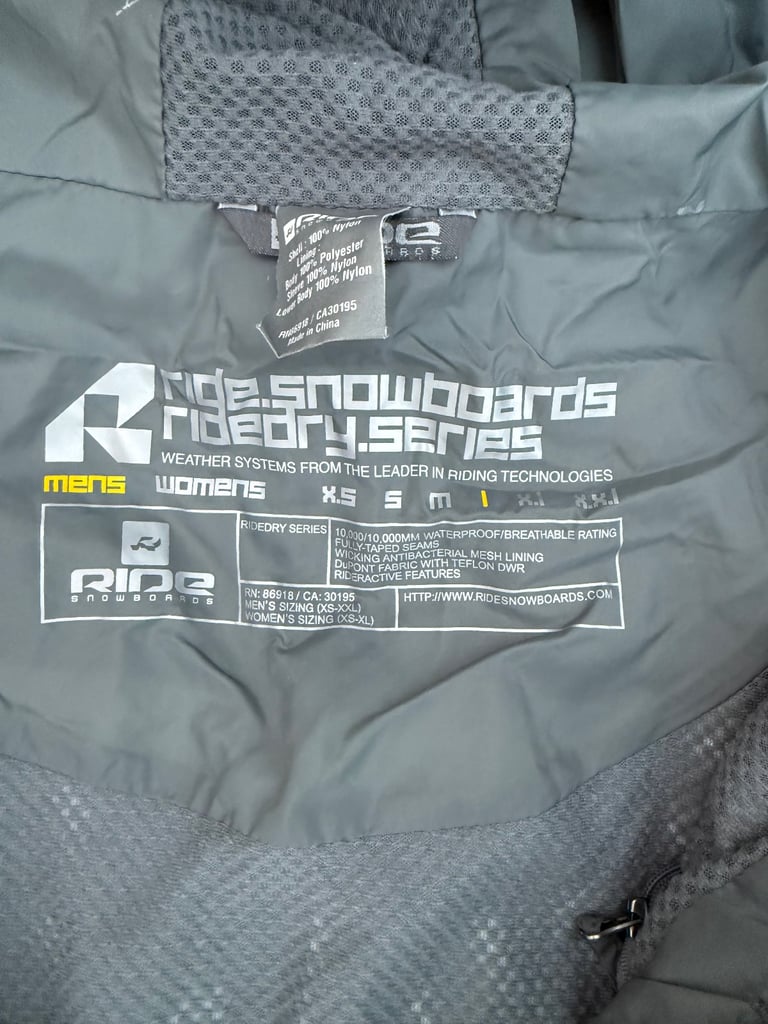 RIDE
Shell : 100% Nylon
Lining :
Body 100% Polyester
Sleeve 100% Nylon
Lower Body 100% Nylon
RN86918 / CA30195
Made in China
ride.snowboards
ridedry.series
WEATHER SYSTEMS FROM THE LEADER IN RIDING TECHNOLOGIES
mens womens x.s s m l x.l x.x.l
RIDE
SNOWBOARDS
RIDEDRY SERIES
10,000/10,000MM WATERPROOF/BREATHABLE RATING
FULLY-TAPED SEAMS
WICKING ANTIBACTERIAL MESH LINING
DuPONT FABRIC WITH TEFLON DWR
RIDERACTIVE FEATURES
RN: 86918 / CA: 30195
MEN'S SIZING (XS-XXL)
WOMEN'S SIZING (XS-XL)
HTTP://WWW.RIDESNOWBOARDS.COM